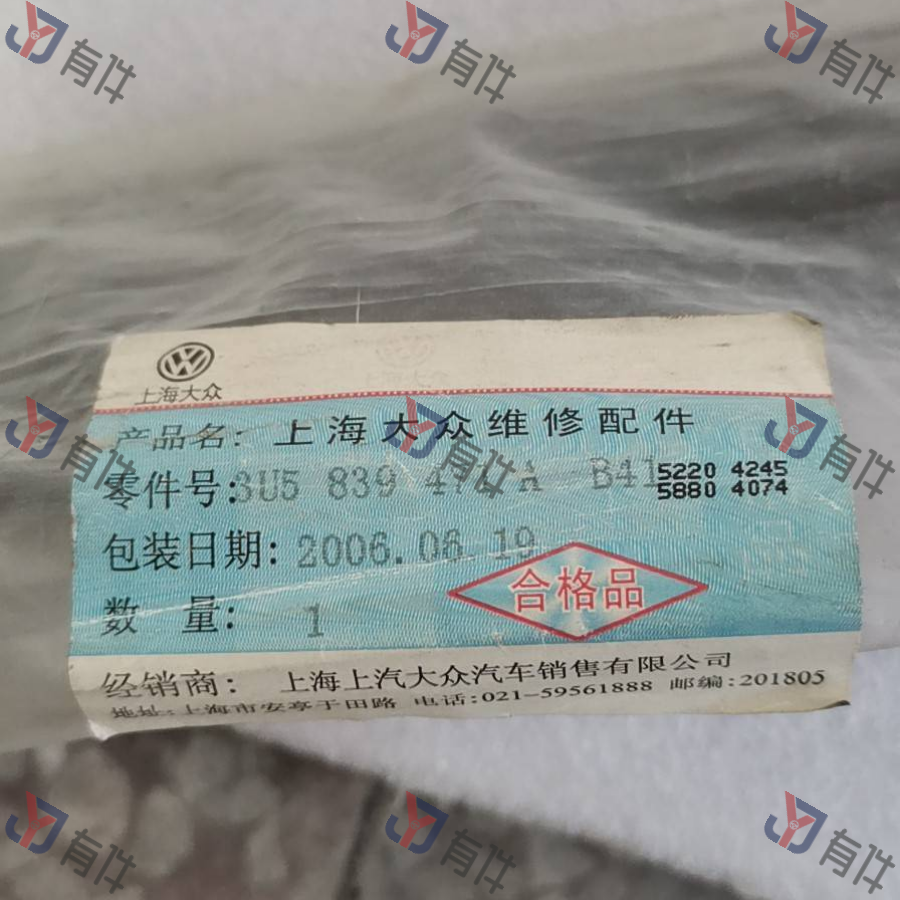 有件 有件 有件
上海大众
产品名: 上海大众维修配件
有件 有件 有件
零件号:3U5 839 474 A B41 5220 4245
5880 4074
包装日期: 2006.06 19
合格品
数 量: 1
经销商: 上海上汽大众汽车销售有限公司
地址:上海市安亭于田路 电话:021-59561888 邮编:201805
有件 有件 有件